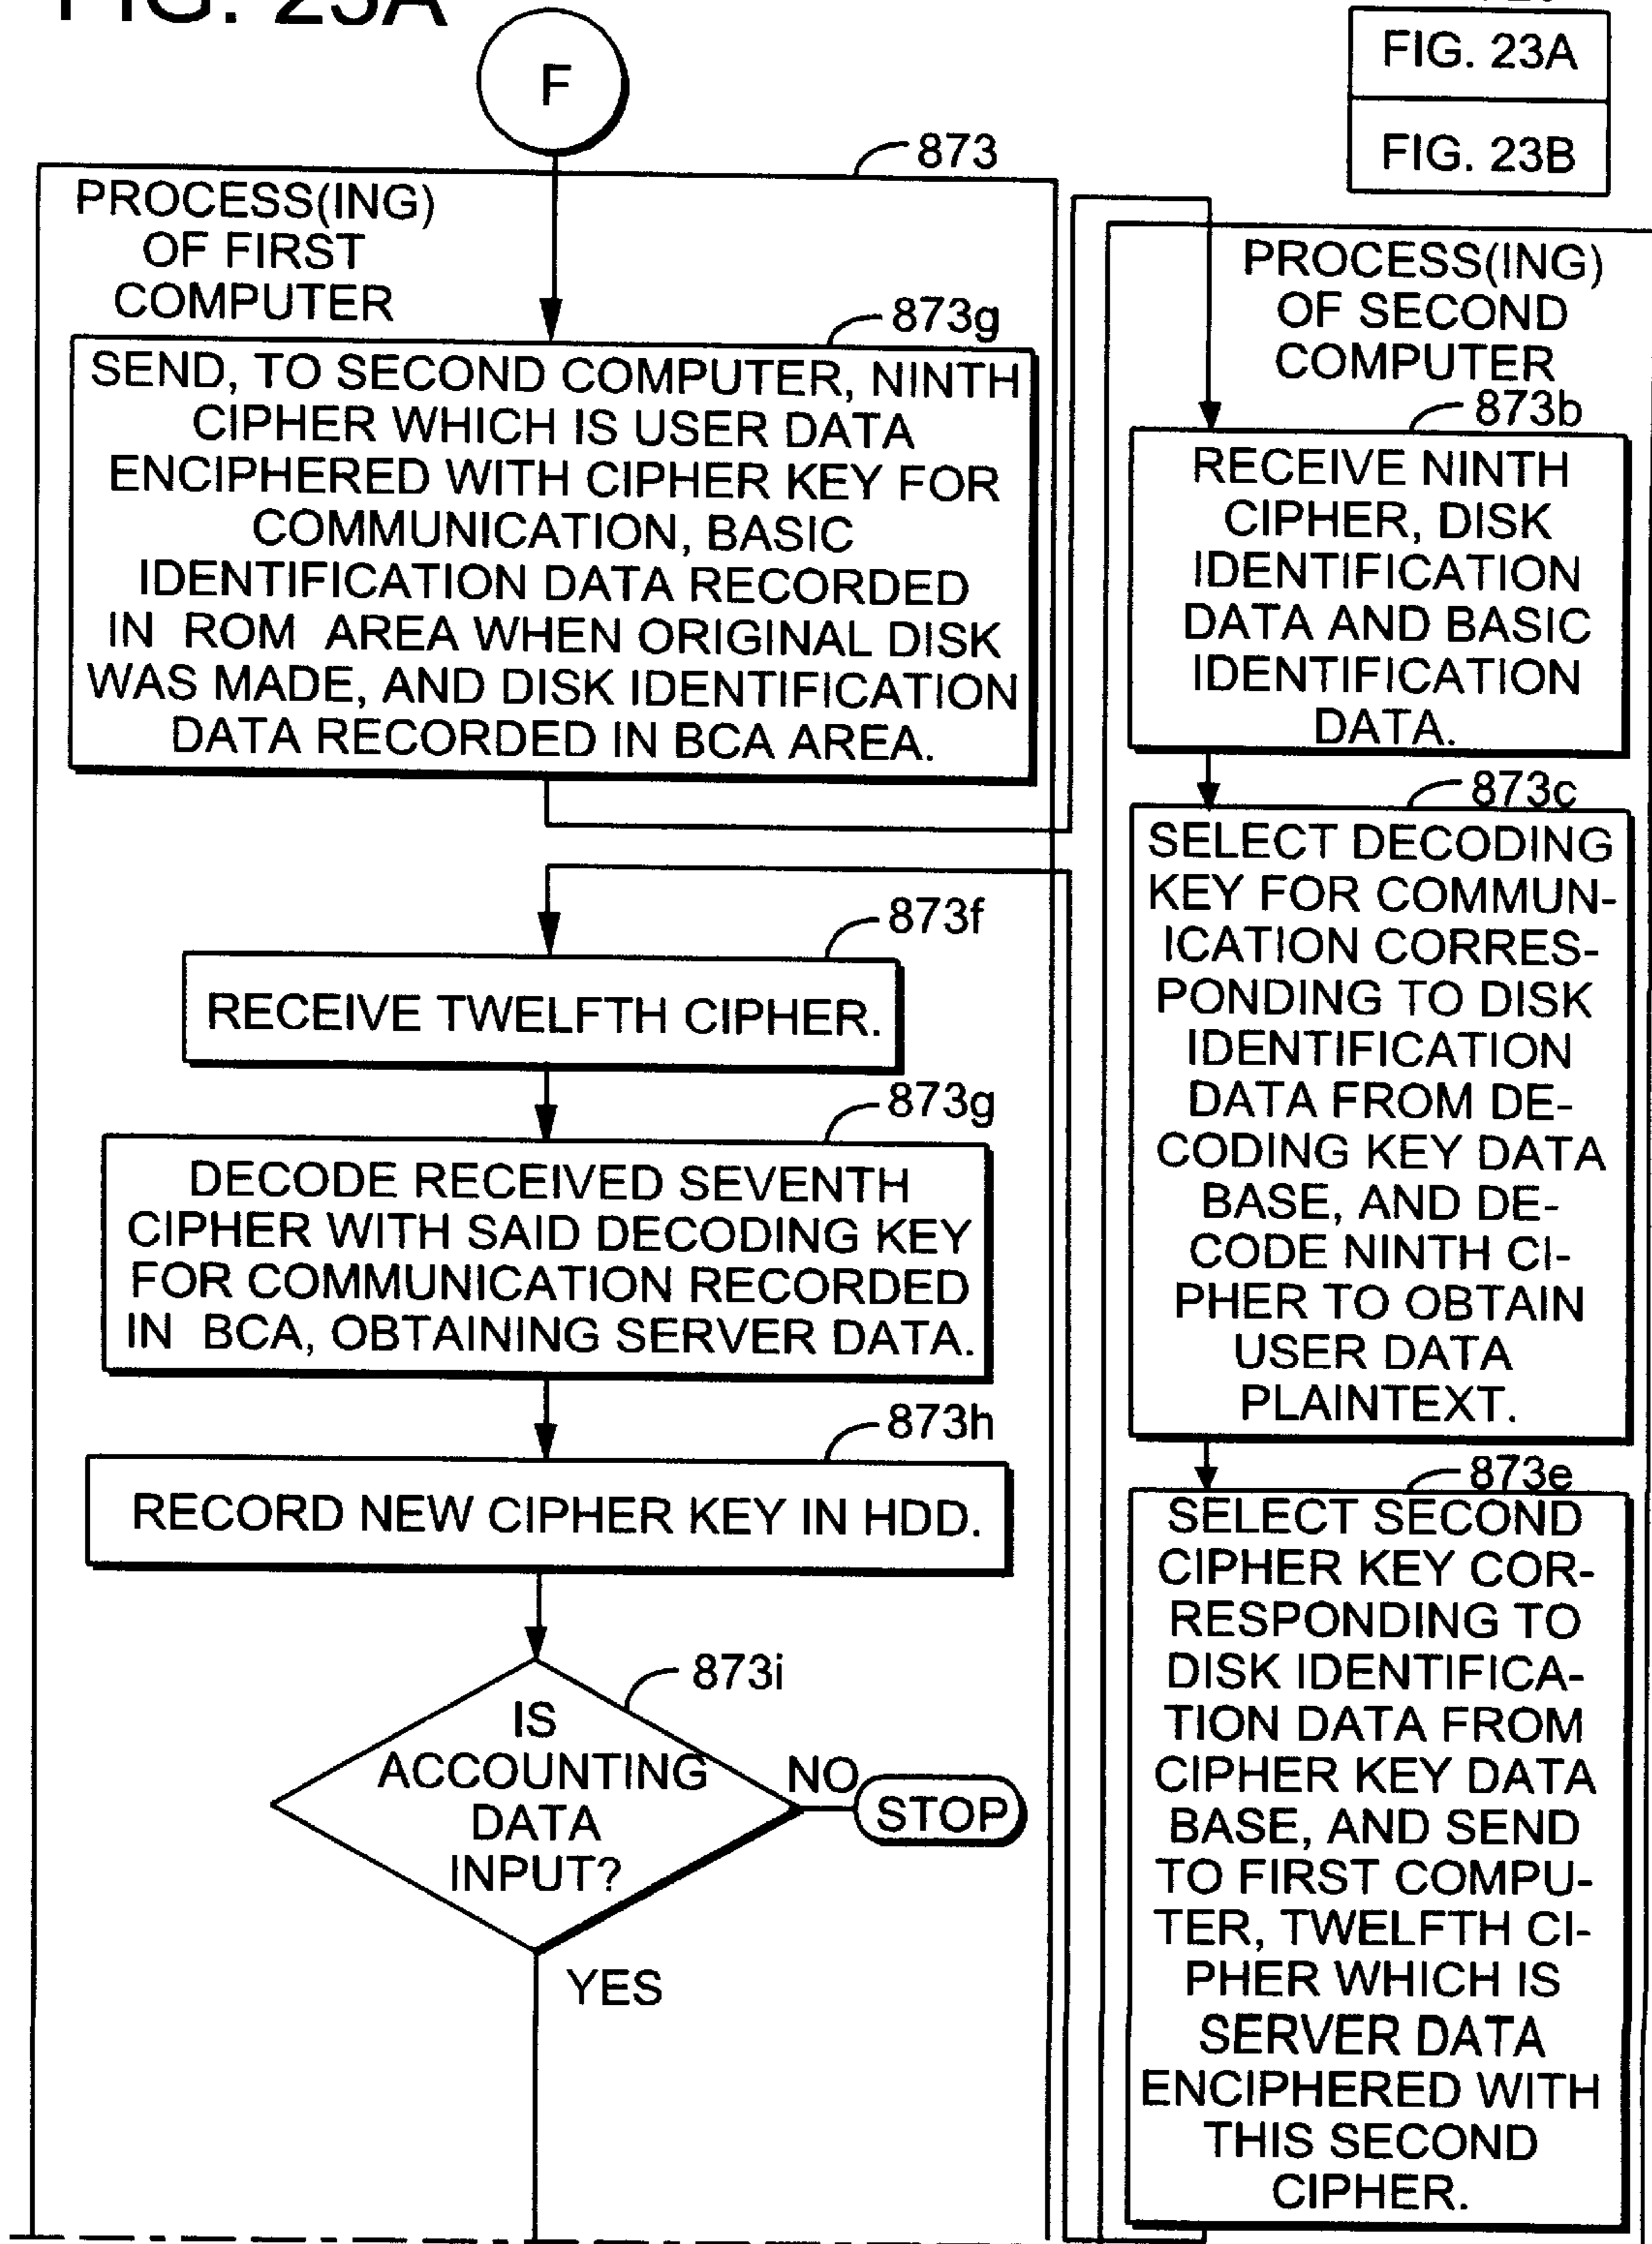 FIG. 23A
F
FIG. 23A
FIG. 23B
873
PROCESS(ING)
OF FIRST
COMPUTER
873g
SEND, TO SECOND COMPUTER, NINTH
CIPHER WHICH IS USER DATA
ENCIPHERED WITH CIPHER KEY FOR
COMMUNICATION, BASIC
IDENTIFICATION DATA RECORDED
IN ROM AREA WHEN ORIGINAL DISK
WAS MADE, AND DISK IDENTIFICATION
DATA RECORDED IN BCA AREA.
873f
RECEIVE TWELFTH CIPHER.
873g
DECODE RECEIVED SEVENTH
CIPHER WITH SAID DECODING KEY
FOR COMMUNICATION RECORDED
IN BCA, OBTAINING SERVER DATA.
873h
RECORD NEW CIPHER KEY IN HDD.
873i
IS
ACCOUNTING
DATA
INPUT?
NO
STOP
YES
PROCESS(ING)
OF SECOND
COMPUTER
873b
RECEIVE NINTH
CIPHER, DISK
IDENTIFICATION
DATA AND BASIC
IDENTIFICATION
DATA.
873c
SELECT DECODING
KEY FOR COMMUN-
ICATION CORRES-
PONDING TO DISK
IDENTIFICATION
DATA FROM DE-
CODING KEY DATA
BASE, AND DE-
CODE NINTH CI-
PHER TO OBTAIN
USER DATA
PLAINTEXT.
873e
SELECT SECOND
CIPHER KEY COR-
RESPONDING TO
DISK IDENTIFICA-
TION DATA FROM
CIPHER KEY DATA
BASE, AND SEND
TO FIRST COMPU-
TER, TWELFTH CI-
PHER WHICH IS
SERVER DATA
ENCIPHERED WITH
THIS SECOND
CIPHER.